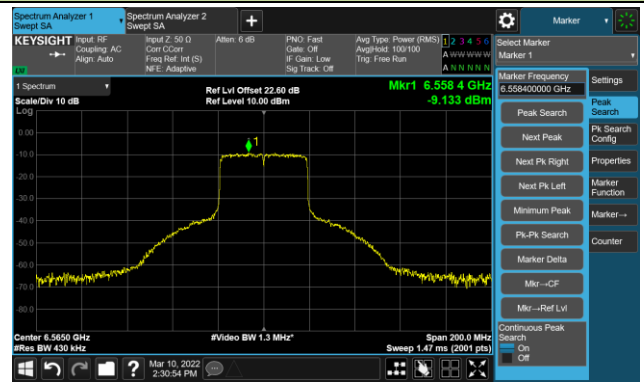 Spectrum Analyzer 1
Swept SA
Spectrum Analyzer 2
Swept SA
+
Marker
KEYSIGHT
Input: RF
Coupling: AC
Align: Auto
Input Z: 50 Ω
Corr CCorr
Freq Ref: Int (S)
NFE: Adaptive
Atten: 6 dB
PNO: Fast
Gate: Off
IF Gain: Low
Sig Track: Off
Avg Type: Power (RMS)
Avg|Hold: 100/100
Trig: Free Run
1 2 3 4 5 6
A W W W W W
A N N N N N
LXI
Select Marker
Marker 1
1 Spectrum
Scale/Div 10 dB
Ref Lvl Offset 22.60 dB
Ref Level 10.00 dBm
Mkr1 6.558 4 GHz
-9.133 dBm
Log
0.00
-10.0
-20.0
-30.0
-40.0
-50.0
-60.0
-70.0
-80.0
1
Center 6.5650 GHz
#Res BW 430 kHz
#Video BW 1.3 MHz*
Span 200.0 MHz
Sweep 1.47 ms (2001 pts)
Marker Frequency
6.558400000 GHz
Peak Search
Next Peak
Next Pk Right
Next Pk Left
Minimum Peak
Pk-Pk Search
Marker Delta
Mkr→CF
Mkr→Ref Lvl
Continuous Peak
Search
On
Off
Settings
Peak
Search
Pk Search
Config
Properties
Marker
Function
Marker→
Counter
?
Mar 10, 2022
2:30:54 PM